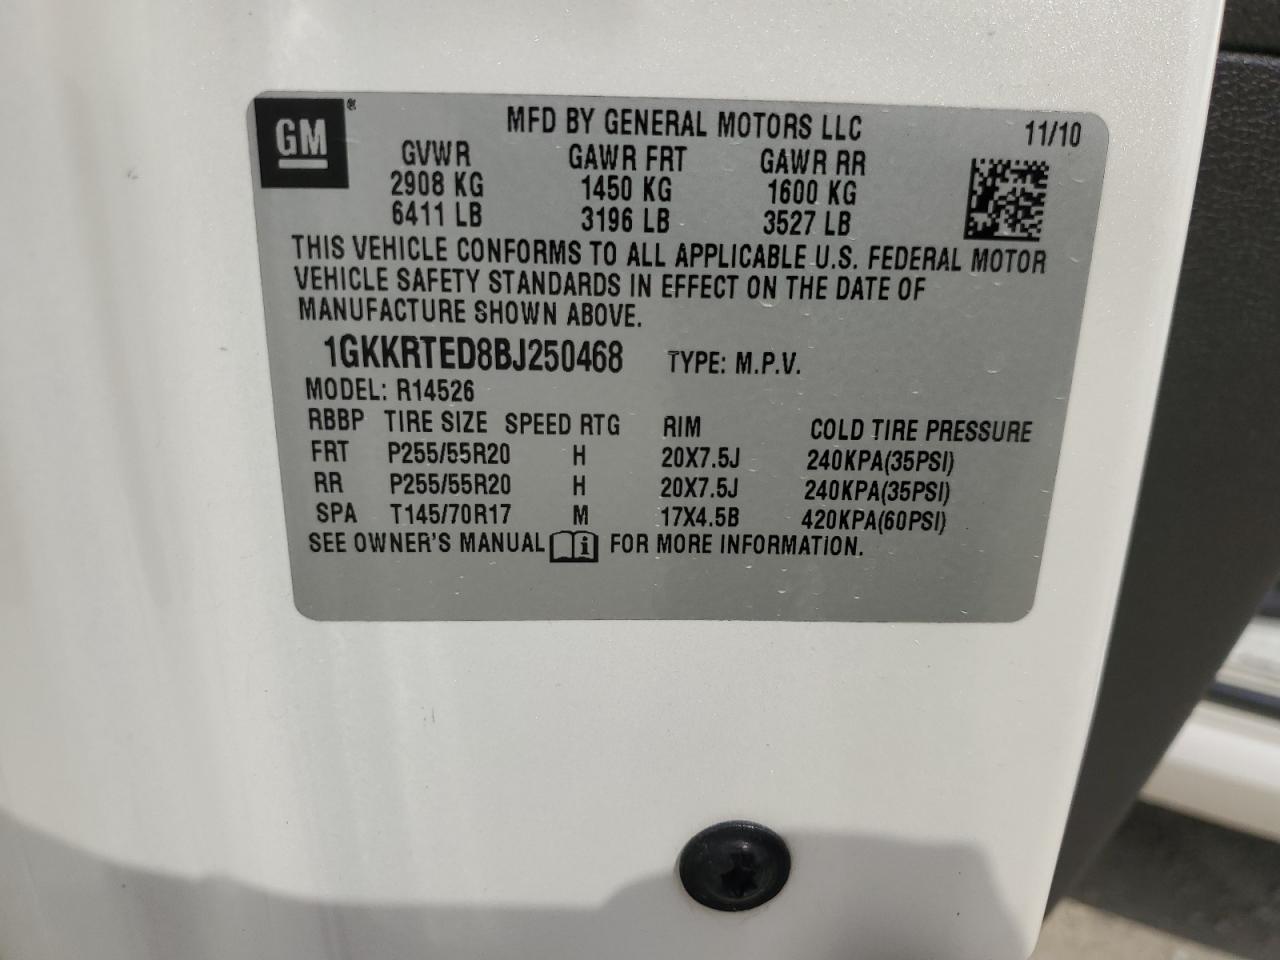 GM®
MFD BY GENERAL MOTORS LLC 11/10
GVWR GAWR FRT GAWR RR
2908 KG 1450 KG 1600 KG
6411 LB 3196 LB 3527 LB
THIS VEHICLE CONFORMS TO ALL APPLICABLE U.S. FEDERAL MOTOR
VEHICLE SAFETY STANDARDS IN EFFECT ON THE DATE OF
MANUFACTURE SHOWN ABOVE.
1GKKRTED8BJ250468 TYPE: M.P.V.
MODEL: R14526
RBBP TIRE SIZE SPEED RTG RIM COLD TIRE PRESSURE
FRT P255/55R20 H 20X7.5J 240KPA(35PSI)
RR P255/55R20 H 20X7.5J 240KPA(35PSI)
SPA T145/70R17 M 17X4.5B 420KPA(60PSI)
SEE OWNER'S MANUAL i FOR MORE INFORMATION.